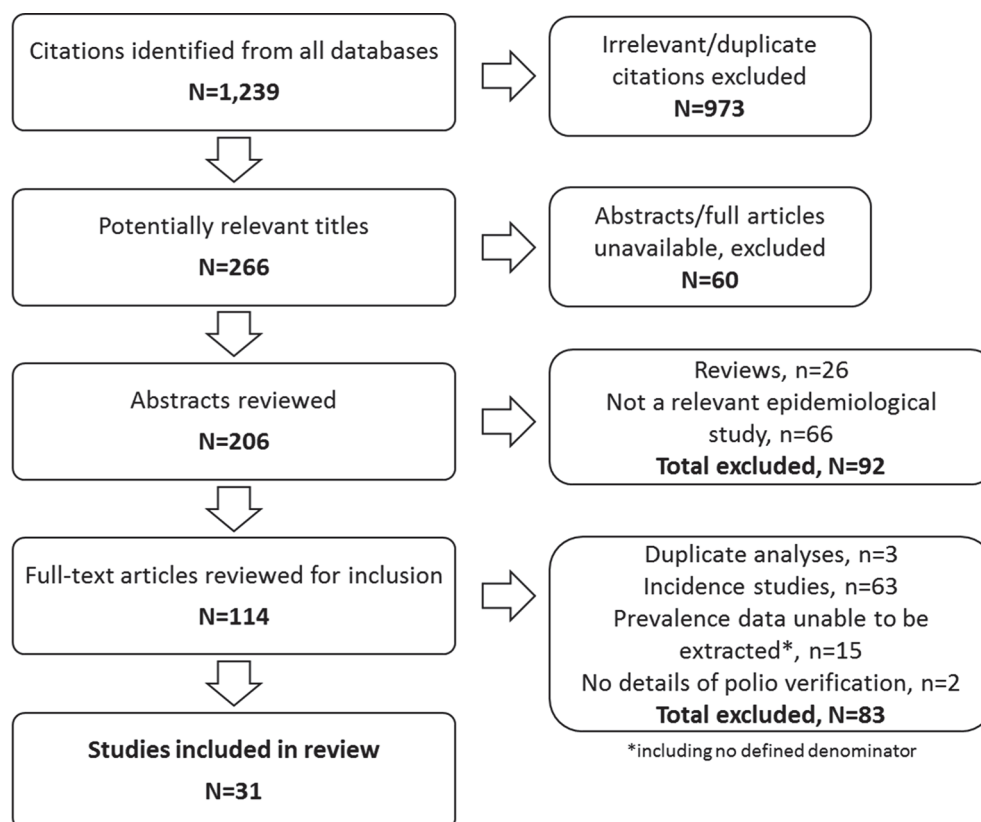 Citations identified from all databases
N=1,239
Irrelevant/duplicate
citations excluded
N=973
Potentially relevant titles
N=266
Abstracts/full articles
unavailable, excluded
N=60
Abstracts reviewed
N=206
Reviews, n=26
Not a relevant epidemiological
study, n=66
Total excluded, N=92
Full-text articles reviewed for inclusion
N=114
Duplicate analyses, n=3
Incidence studies, n=63
Prevalence data unable to be
extracted*, n=15
No details of polio verification, n=2
Total excluded, N=83
*including no defined denominator
Studies included in review
N=31